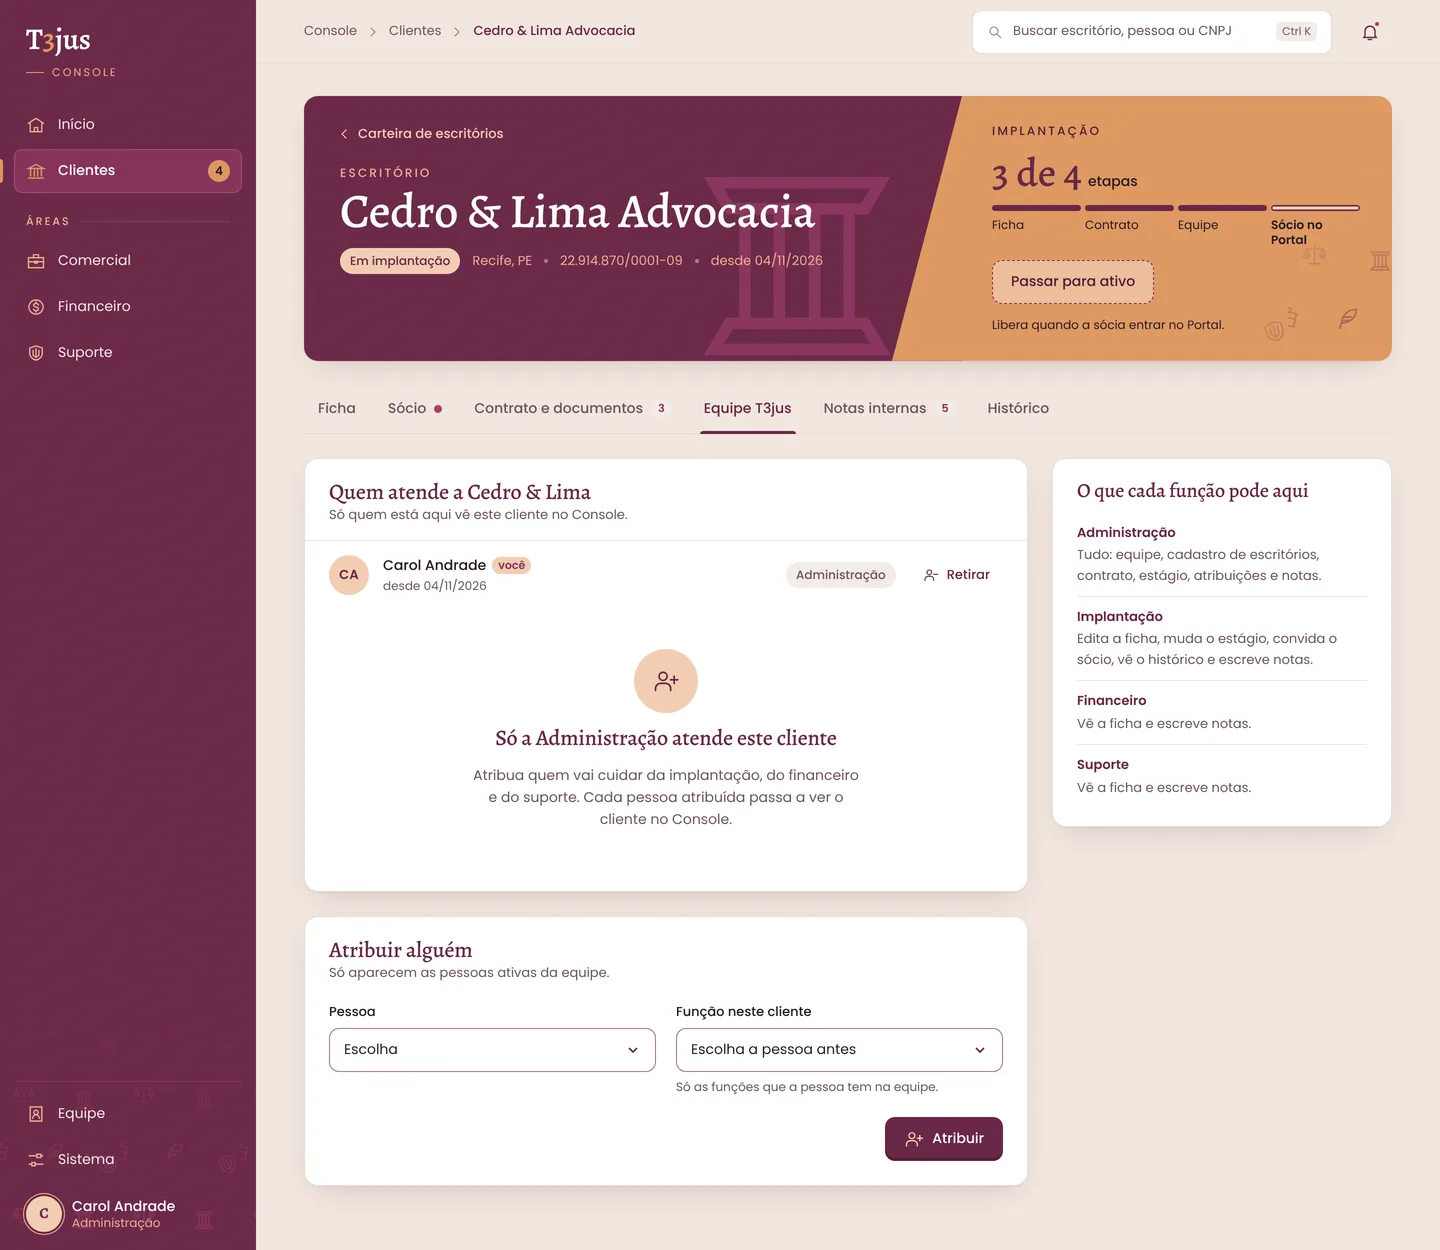 T3jus
CONSOLE
Início
Clientes
4
ÁREAS
Comercial
Financeiro
Suporte
Equipe
Sistema
C
Carol Andrade
Administração
Console
Clientes
Cedro & Lima Advocacia
Buscar escritório, pessoa ou CNPJ
Ctrl K
Carteira de escritórios
ESCRITÓRIO
Cedro & Lima Advocacia
Em implantação
Recife, PE • 22.914.870/0001-09 • desde 04/11/2026
IMPLANTAÇÃO
3 de 4 etapas
Ficha
Contrato
Equipe
Sócio no
Portal
Passar para ativo
Libera quando a sócia entrar no Portal.
Ficha
Sócio
Contrato e documentos 3
Equipe T3jus
Notas internas 5
Histórico
Quem atende a Cedro & Lima
Só quem está aqui vê este cliente no Console.
CA
Carol Andrade você
desde 04/11/2026
Administração
Retirar
Só a Administração atende este cliente
Atribua quem vai cuidar da implantação, do financeiro
e do suporte. Cada pessoa atribuída passa a ver o
cliente no Console.
Atribuir alguém
Só aparecem as pessoas ativas da equipe.
Pessoa
Escolha
Função neste cliente
Escolha a pessoa antes
Só as funções que a pessoa tem na equipe.
Atribuir
O que cada função pode aqui
Administração
Tudo: equipe, cadastro de escritórios,
contrato, estágio, atribuições e notas.
Implantação
Edita a ficha, muda o estágio, convida o
sócio, vê o histórico e escreve notas.
Financeiro
Vê a ficha e escreve notas.
Suporte
Vê a ficha e escreve notas.